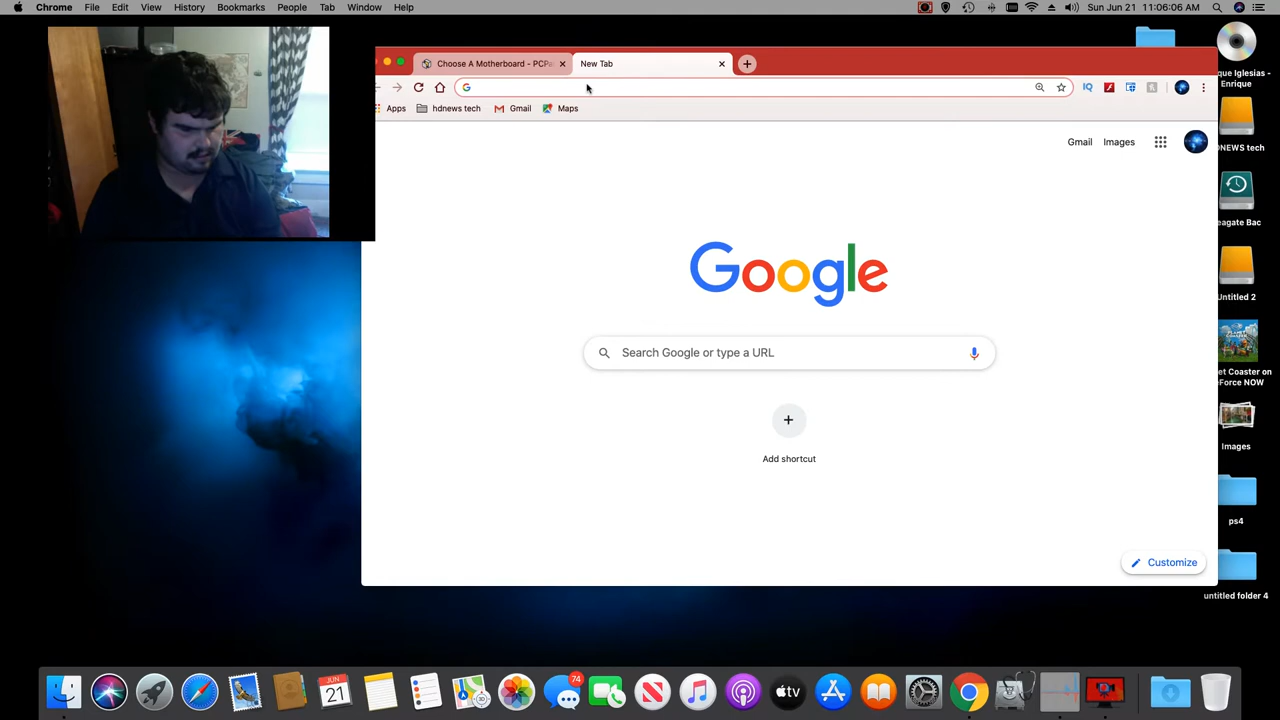 Chrome File Edit View History Bookmarks People Tab Window Help Sun Jun 21 11:06:06 AM
Choose A Motherboard - PCPa New Tab
Apps hdnews tech Gmail Maps
Gmail Images
Google
Search Google or type a URL
Add shortcut
Customize
que Iglesias -
Enrique
DNEWS tech
eagate Bac
Untitled 2
et Coaster on
eForce NOW
Images
ps4
untitled folder 4
JUN
21
74
tv